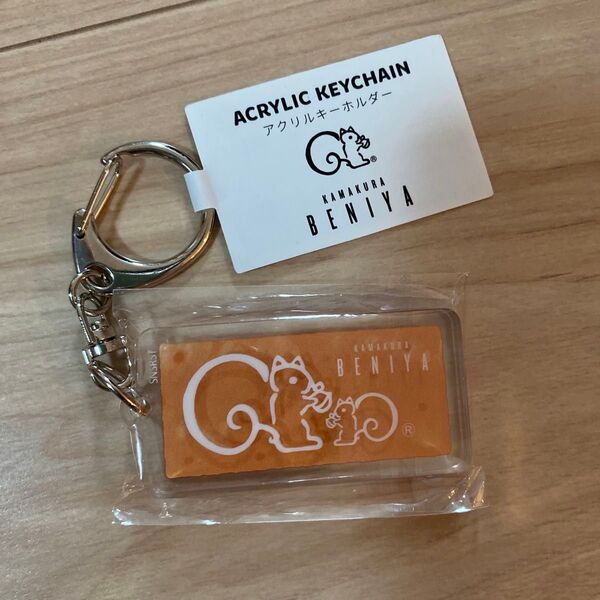 ACRYLIC KEYCHAIN
アクリルキーホルダー
®
KAMAKURA
BENIYA
KAMAKURA
BENIYA
®